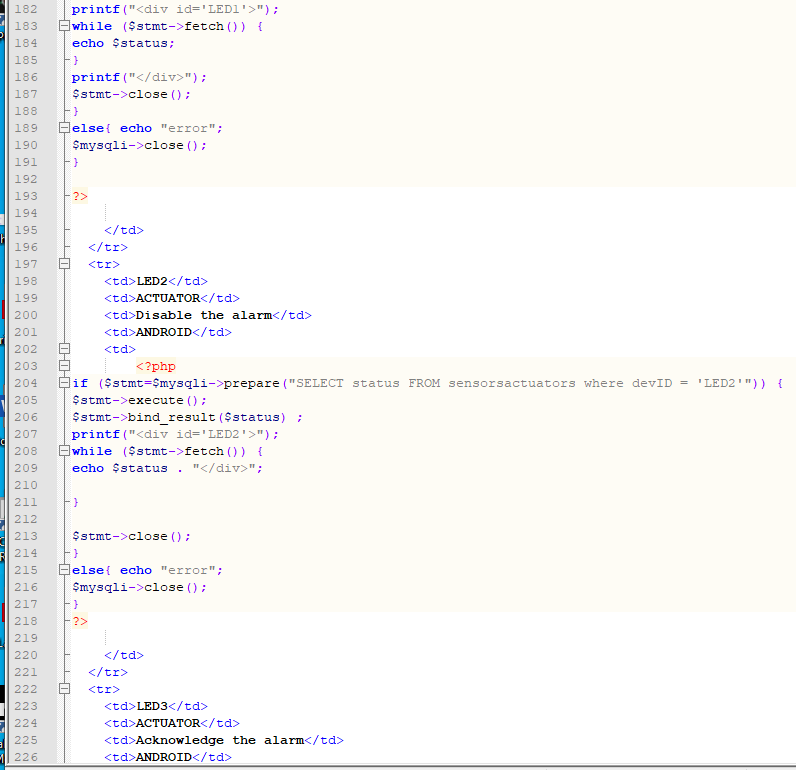 182 printf("<div id='LED1'>");
183 while ($stmt->fetch()) {
184 echo $status;
185 }
186 printf("</div>");
187 $stmt->close();
188 }
189 else{ echo "error";
190 $mysqli->close();
191 }
192
193 ?>
194
195 </td>
196 </tr>
197 <tr>
198 <td>LED2</td>
199 <td>ACTUATOR</td>
200 <td>Disable the alarm</td>
201 <td>ANDROID</td>
202 <td>
203 <?php
204 if ($stmt=$mysqli->prepare("SELECT status FROM sensorsactuators where devID = 'LED2'")) {
205 $stmt->execute();
206 $stmt->bind_result($status) ;
207 printf("<div id='LED2'>");
208 while ($stmt->fetch()) {
209 echo $status . "</div>";
210
211 }
212
213 $stmt->close();
214 }
215 else{ echo "error";
216 $mysqli->close();
217 }
218 ?>
219
220 </td>
221 </tr>
222 <tr>
223 <td>LED3</td>
224 <td>ACTUATOR</td>
225 <td>Acknowledge the alarm</td>
226 <td>ANDROID</td>